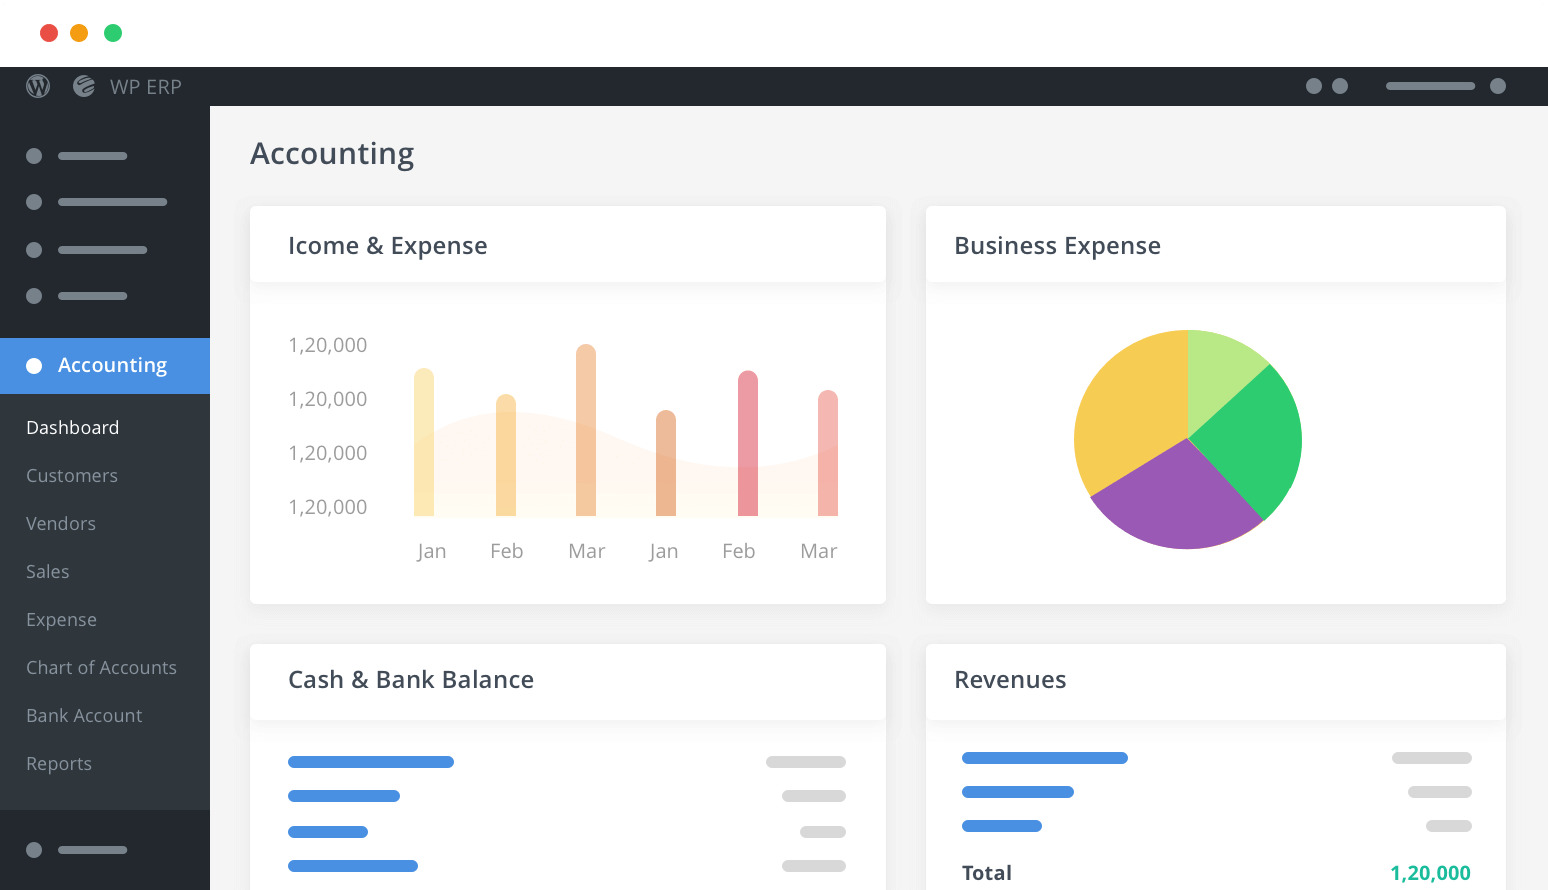 WP ERP
Accounting
Accounting
Dashboard
Customers
Vendors
Sales
Expense
Chart of Accounts
Bank Account
Reports
Icome & Expense
1,20,000
1,20,000
1,20,000
1,20,000
Jan Feb Mar Jan Feb Mar
Business Expense
Cash & Bank Balance
Revenues
Total 1,20,000